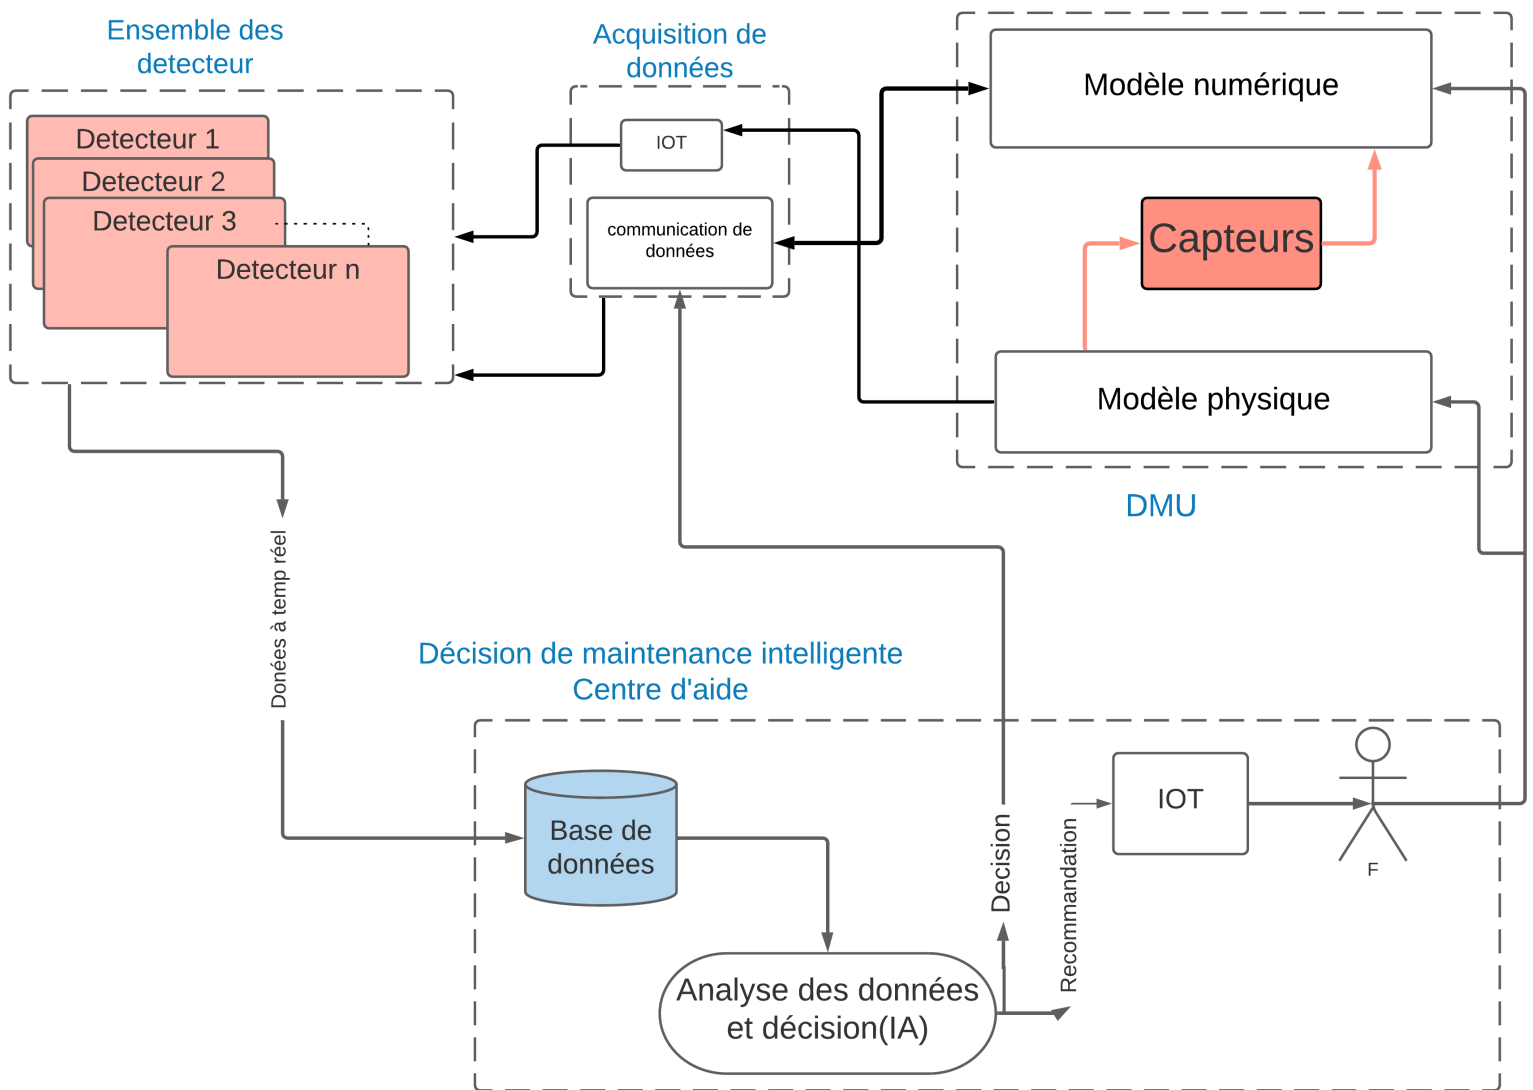 Ensemble des
detecteur
Detecteur 1
Detecteur 2
Detecteur 3
Detecteur n
Acquisition de
données
IOT
communication de
données
Modèle numérique
Capteurs
Modèle physique
DMU
Donées à temp réel
Décision de maintenance intelligente
Centre d'aide
Base de
données
Analyse des données
et décision(IA)
Decision
Recommandation
IOT
F